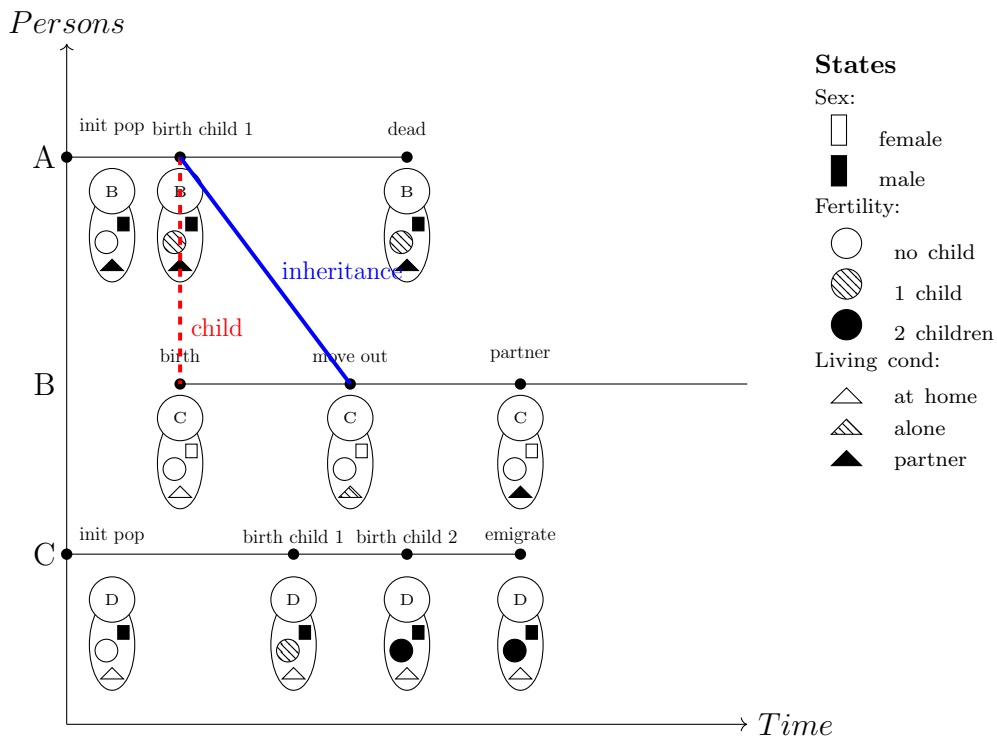 Persons
init pop
birth child 1
dead
A
B
B
B
inheritance
child
birth
move out
partner
B
C
C
C
init pop
birth child 1
birth child 2
emigrate
C
D
D
D
D
Time
States
Sex:
female
male
Fertility:
no child
1 child
2 children
Living cond:
at home
alone
partner